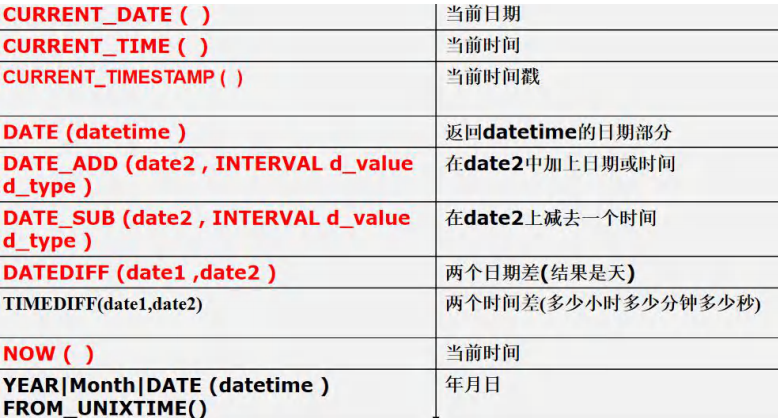 CURRENT_DATE ( ) 当前日期
CURRENT_TIME ( ) 当前时间
CURRENT_TIMESTAMP ( ) 当前时间戳
DATE (datetime ) 返回datetime的日期部分
DATE_ADD (date2 , INTERVAL d_value 在date2中加上日期或时间
d_type )
DATE_SUB (date2 , INTERVAL d_value 在date2上减去一个时间
d_type )
DATEDIFF (date1 ,date2 ) 两个日期差(结果是天)
TIMEDIFF(date1,date2) 两个时间差(多少小时多少分钟多少秒)
NOW ( ) 当前时间
YEAR|Month|DATE (datetime ) 年月日
FROM_UNIXTIME()